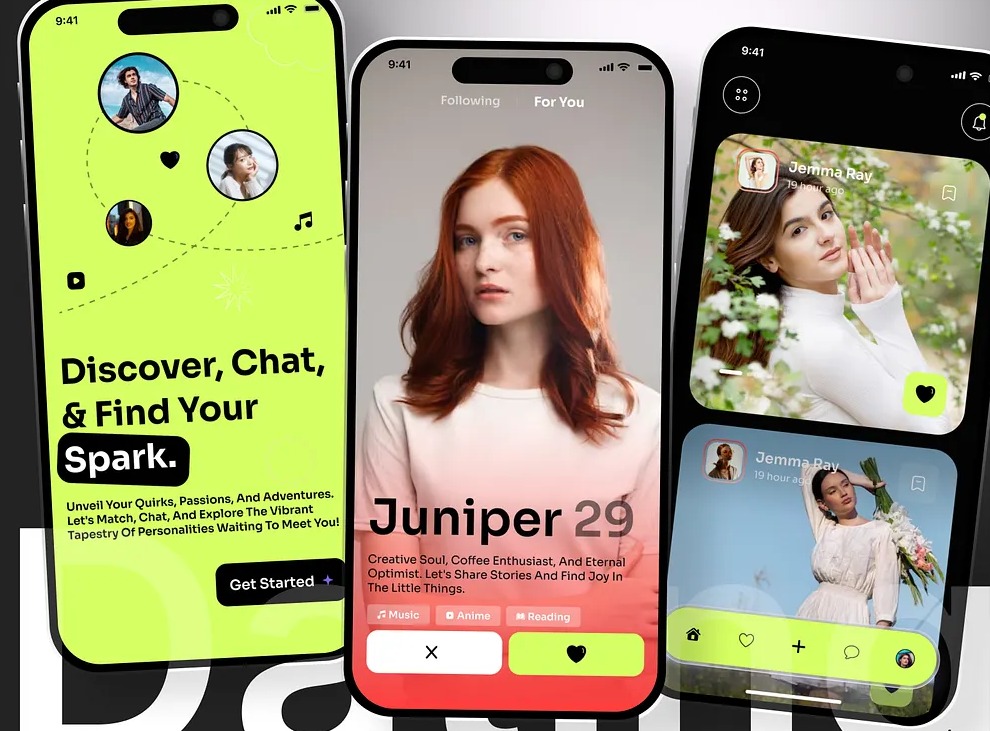 9:41
Discover, Chat,
& Find Your
Spark.
Unveil Your Quirks, Passions, And Adventures.
Let's Match, Chat, And Explore The Vibrant
Tapestry Of Personalities Waiting To Meet You!
Get Started
9:41
Following
For You
Juniper 29
Creative Soul, Coffee Enthusiast, And Eternal
Optimist. Let's Share Stories And Find Joy In
The Little Things.
Music
Anime
Reading
9:41
Jemma Ray
19 hour ago
Jemma Ray
19 hour ago
Dating